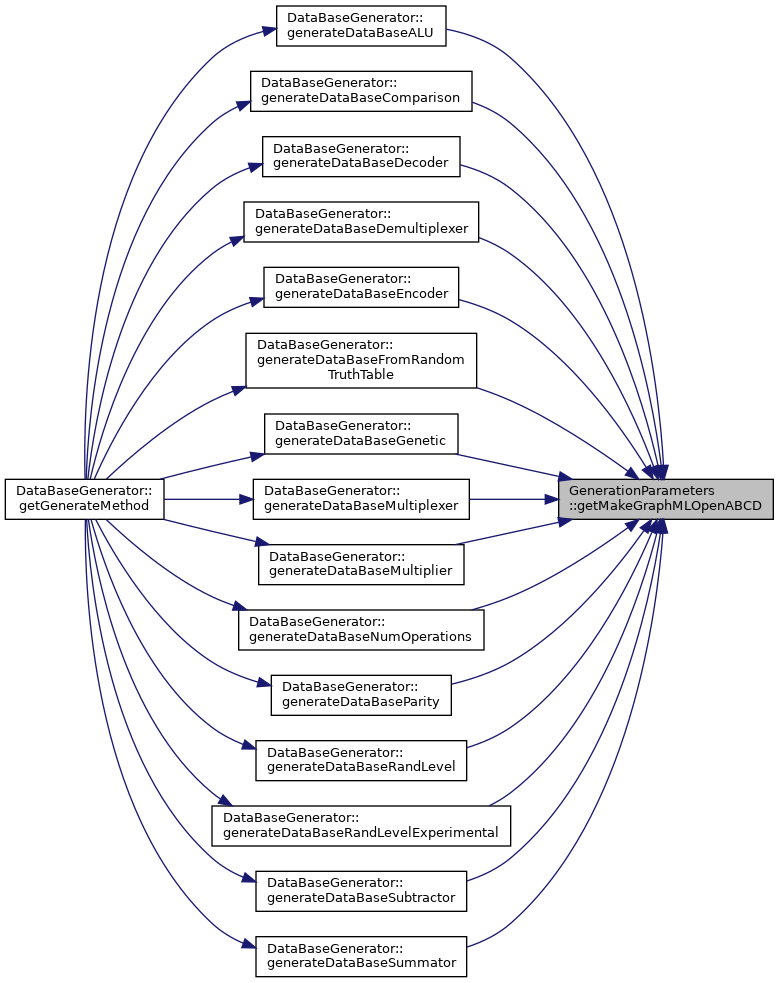 DataBaseGenerator::
generateDataBaseALU
DataBaseGenerator::
generateDataBaseComparison
DataBaseGenerator::
generateDataBaseDecoder
DataBaseGenerator::
generateDataBaseDemultiplexer
DataBaseGenerator::
generateDataBaseEncoder
DataBaseGenerator::
generateDataBaseFromRandom
TruthTable
DataBaseGenerator::
generateDataBaseGenetic
DataBaseGenerator::
getGenerateMethod
DataBaseGenerator::
generateDataBaseMultiplexer
GenerationParameters
::getMakeGraphMLOpenABCD
DataBaseGenerator::
generateDataBaseMultiplier
DataBaseGenerator::
generateDataBaseNumOperations
DataBaseGenerator::
generateDataBaseParity
DataBaseGenerator::
generateDataBaseRandLevel
DataBaseGenerator::
generateDataBaseRandLevelExperimental
DataBaseGenerator::
generateDataBaseSubtractor
DataBaseGenerator::
generateDataBaseSummator